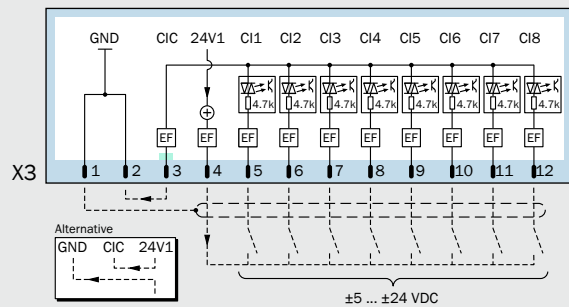 GND CIC 24V1 CI1 CI2 CI3 CI4 CI5 CI6 CI7 CI8
4.7k 4.7k 4.7k 4.7k 4.7k 4.7k 4.7k 4.7k
EF EF EF EF EF EF EF EF EF EF
X3 1 2 3 4 5 6 7 8 9 10 11 12
Alternative
GND CIC 24V1
±5 ... ±24 VDC